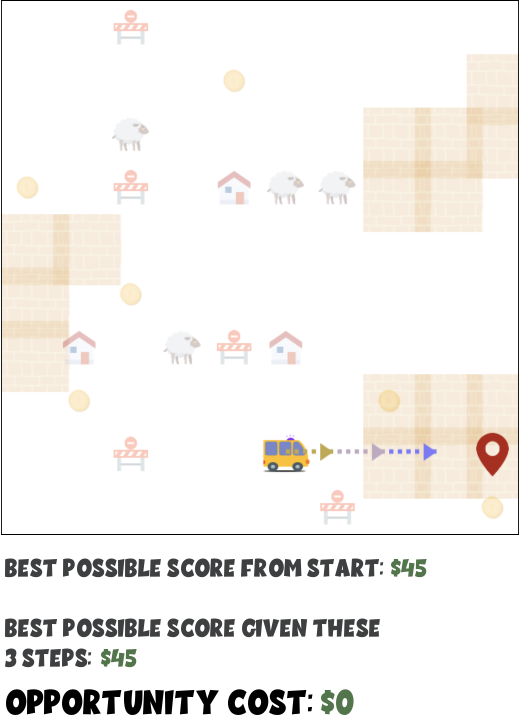 BEST POSSIBLE SCORE FROM START: $45
BEST POSSIBLE SCORE GIVEN THESE
3 STEPS: $45
OPPORTUNITY COST: $0